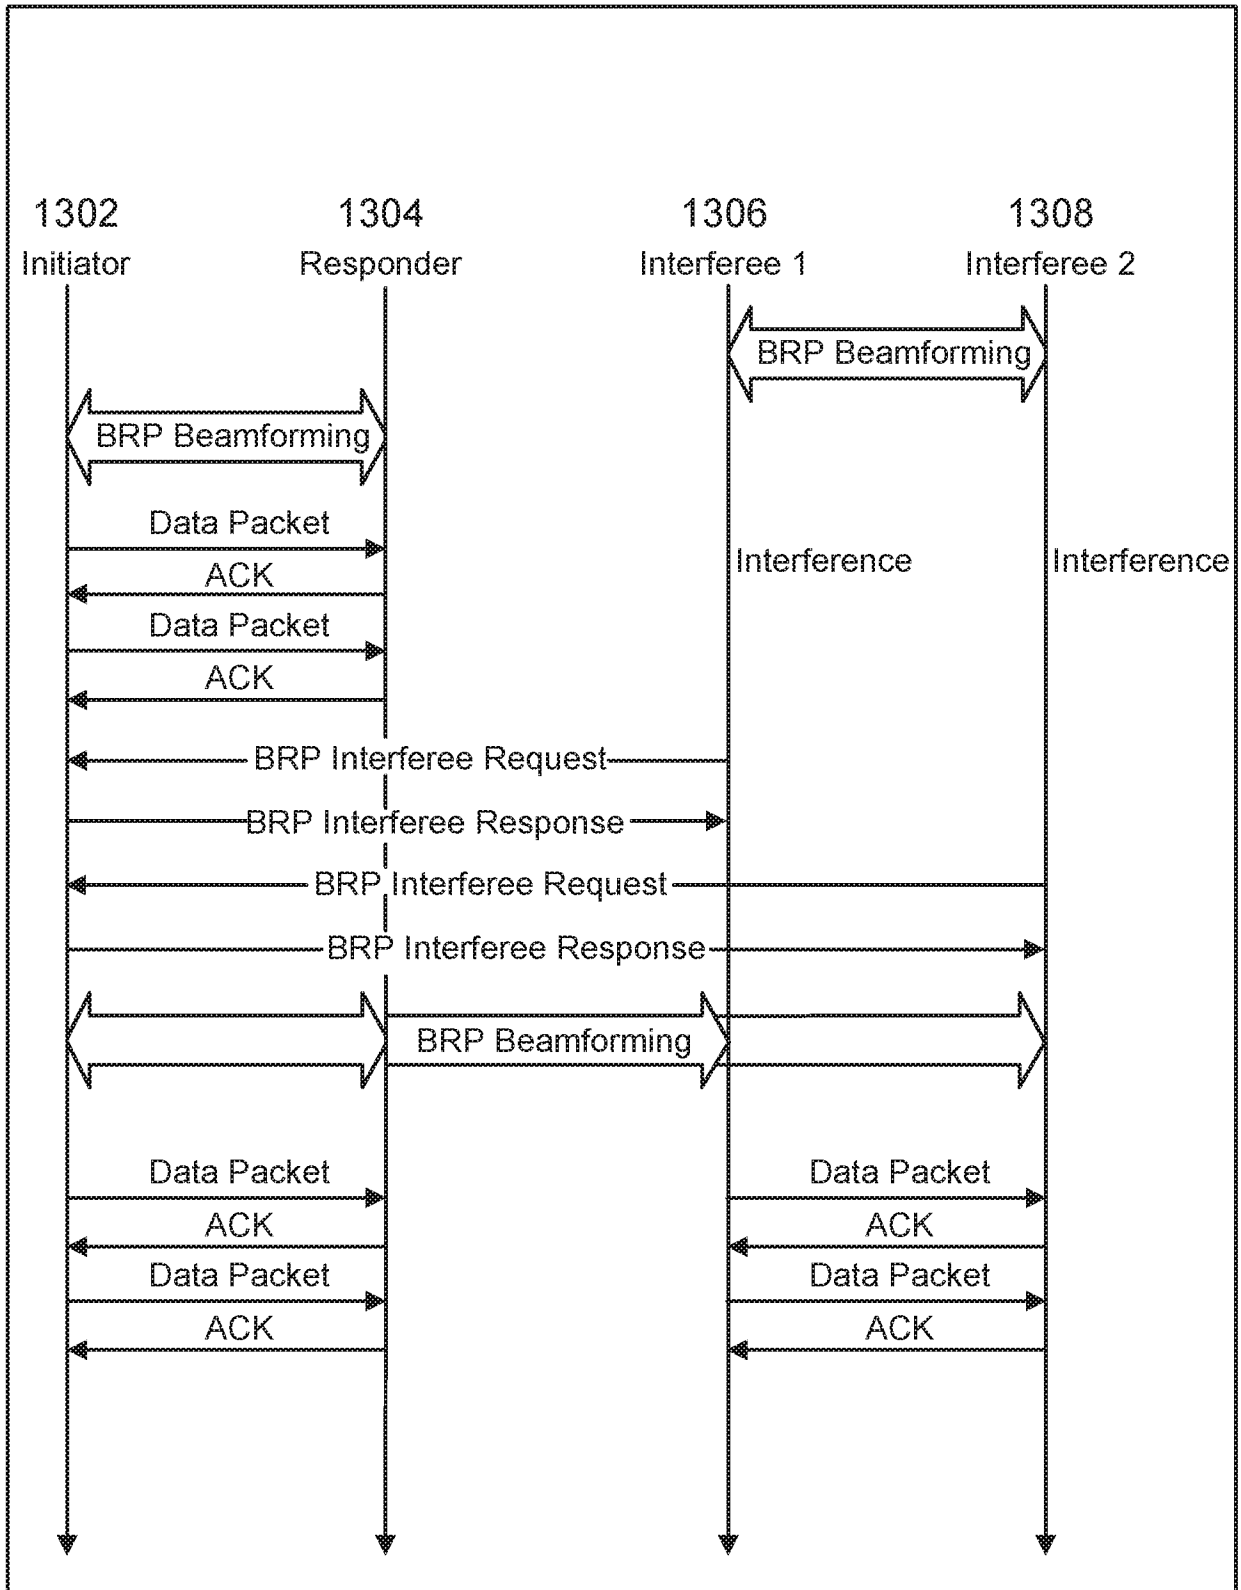 1302 1304 1306 1308
Initiator Responder Interferee 1 Interferee 2
BRP Beamforming
BRP Beamforming
Data Packet
Interference Interference
ACK
Data Packet
ACK
BRP Interferee Request
BRP Interferee Response
BRP Interferee Request
BRP Interferee Response
BRP Beamforming
Data Packet Data Packet
ACK ACK
Data Packet Data Packet
ACK ACK